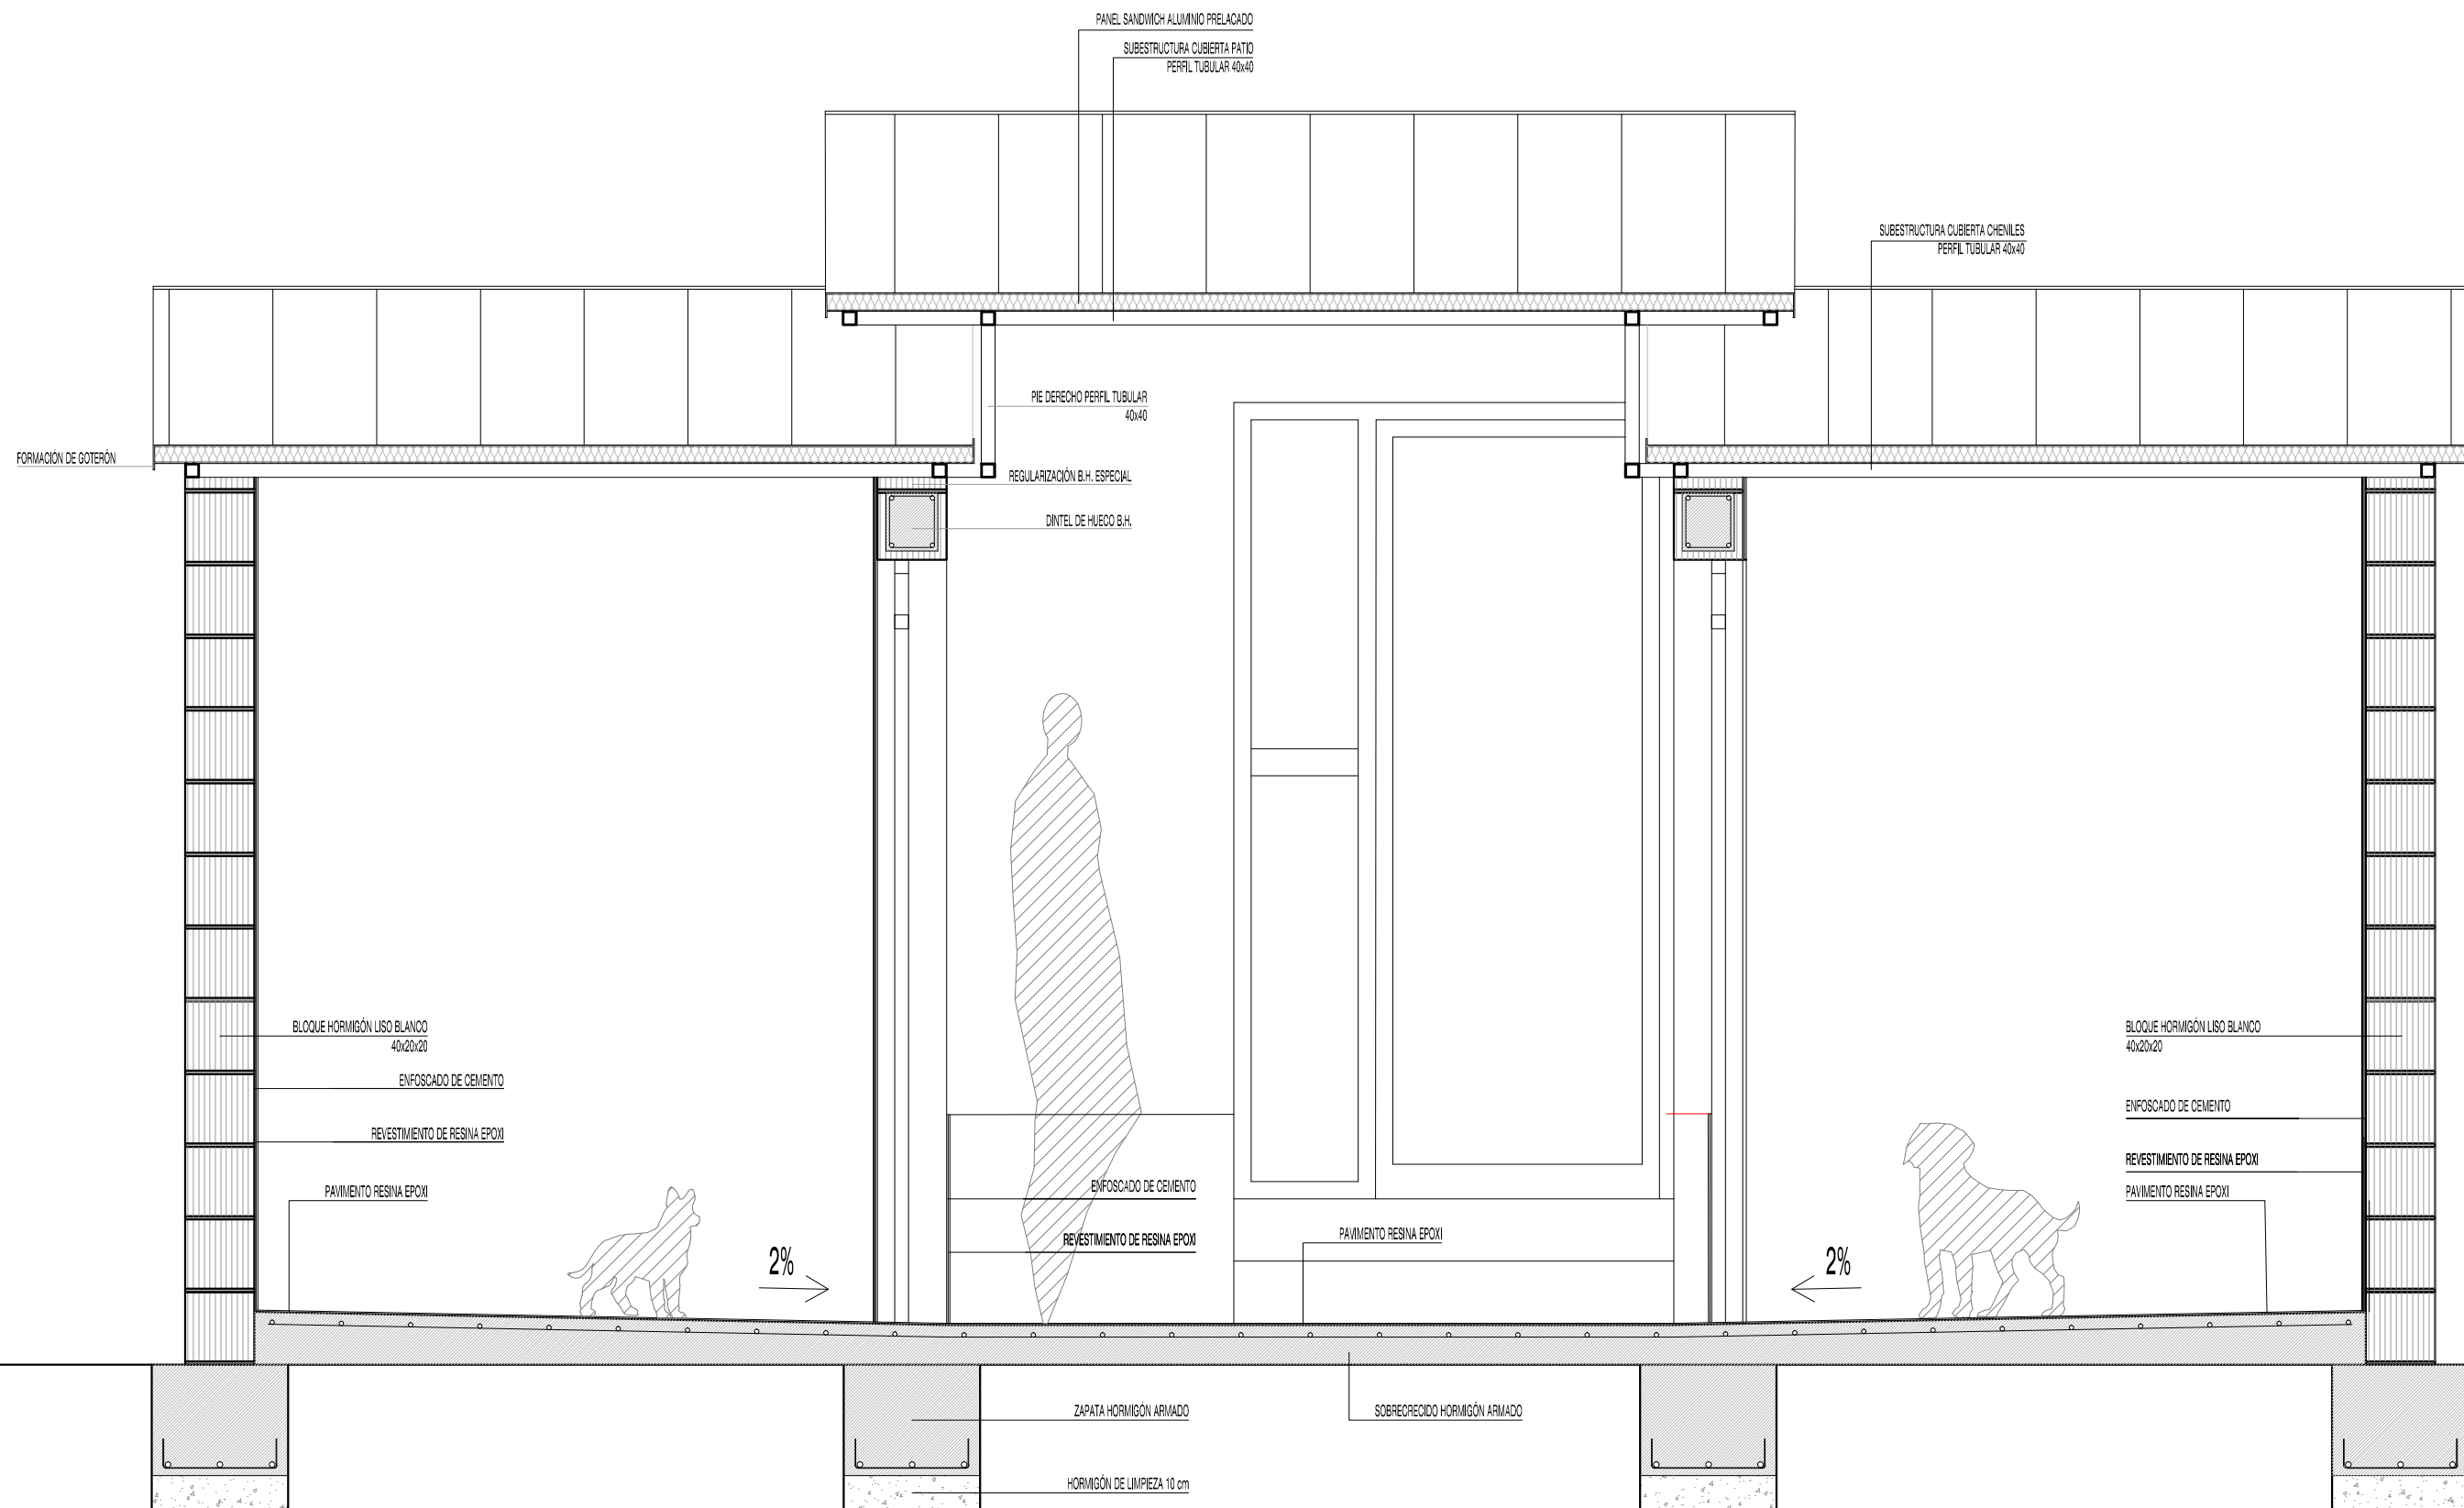 PANEL SANDWICH ALUMINIO PRELACADO
SUBESTRUCTURA CUBIERTA PATIO
PERFIL TUBULAR 40x40
SUBESTRUCTURA CUBIERTA CHENILES
PERFIL TUBULAR 40x40
PIE DERECHO PERFIL TUBULAR
40x40
FORMACIÓN DE GOTERÓN
REGULARIZACIÓN B.H. ESPECIAL
DINTEL DE HUECO B.H.
BLOQUE HORMIGÓN LISO BLANCO
40x20x20
ENFOSCADO DE CEMENTO
REVESTIMIENTO DE RESINA EPOXI
PAVIMENTO RESINA EPOXI
2%
ENFOSCADO DE CEMENTO
REVESTIMIENTO DE RESINA EPOXI
PAVIMENTO RESINA EPOXI
BLOQUE HORMIGÓN LISO BLANCO
40x20x20
ENFOSCADO DE CEMENTO
REVESTIMIENTO DE RESINA EPOXI
PAVIMENTO RESINA EPOXI
2%
ZAPATA HORMIGÓN ARMADO
SOBRECRECIDO HORMIGÓN ARMADO
HORMIGÓN DE LIMPIEZA 10 cm